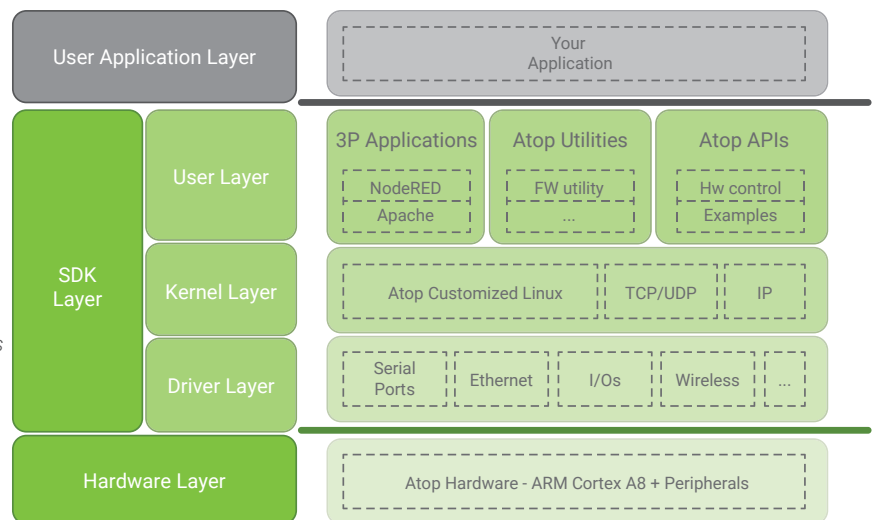 User Application Layer
Your
Application
SDK
Layer
User Layer
3P Applications
NodeRED
Apache
Atop Utilities
FW utility
...
Atop APIs
Hw control
Examples
Kernel Layer
Atop Customized Linux
TCP/UDP
IP
s
Driver Layer
Serial
Ports
Ethernet
I/Os
Wireless
...
Hardware Layer
Atop Hardware - ARM Cortex A8 + Peripherals